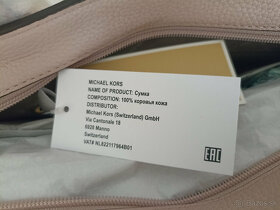 MICHAEL KORS
NAME OF PRODUCT: Сумка
COMPOSITION: 100% коровья кожа
DISTRIBUTOR:
Michael Kors (Switzerland) GmbH
Via Cantonale 18
6928 Manno
Switzerland
VAT# NL822117964B01
EAC